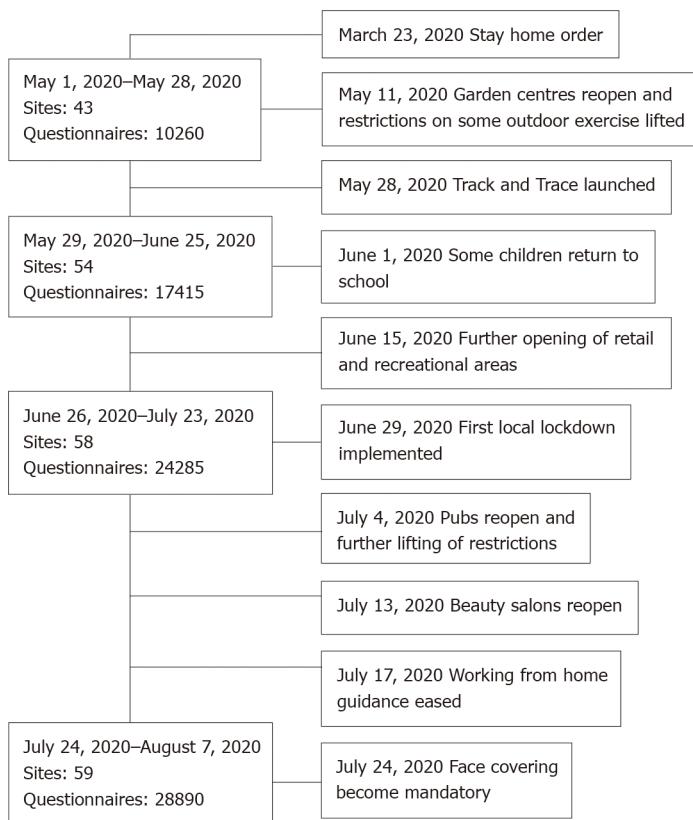 March 23, 2020 Stay home order
May 1, 2020–May 28, 2020
Sites: 43
Questionnaires: 10260
May 11, 2020 Garden centres reopen and
restrictions on some outdoor exercise lifted
May 28, 2020 Track and Trace launched
May 29, 2020–June 25, 2020
Sites: 54
Questionnaires: 17415
June 1, 2020 Some children return to
school
June 15, 2020 Further opening of retail
and recreational areas
June 26, 2020–July 23, 2020
Sites: 58
Questionnaires: 24285
June 29, 2020 First local lockdown
implemented
July 4, 2020 Pubs reopen and
further lifting of restrictions
July 13, 2020 Beauty salons reopen
July 17, 2020 Working from home
guidance eased
July 24, 2020–August 7, 2020
Sites: 59
Questionnaires: 28890
July 24, 2020 Face covering
become mandatory